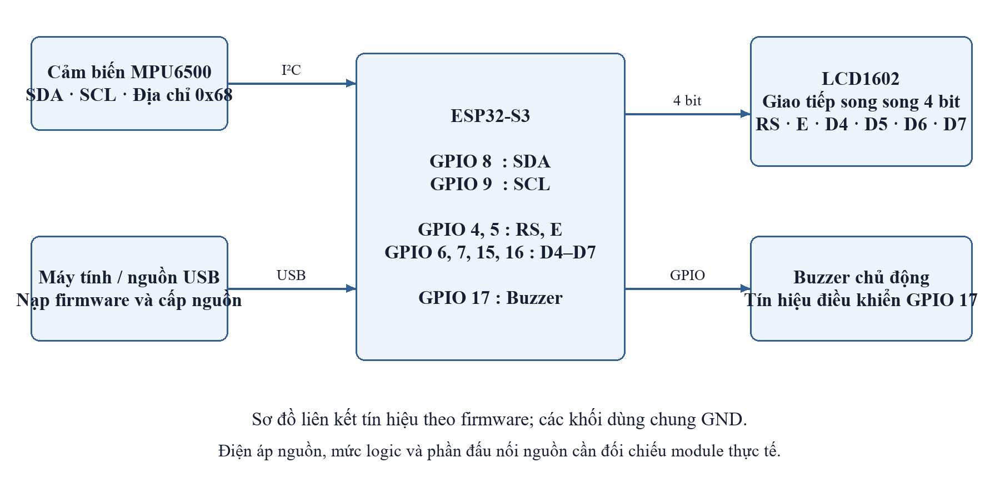 Cảm biến MPU6500
SDA · SCL · Địa chỉ 0x68
I²C
Máy tính / nguồn USB
Nạp firmware và cấp nguồn
USB
ESP32-S3
GPIO 8 : SDA
GPIO 9 : SCL
GPIO 4, 5 : RS, E
GPIO 6, 7, 15, 16 : D4–D7
GPIO 17 : Buzzer
4 bit
LCD1602
Giao tiếp song song 4 bit
RS · E · D4 · D5 · D6 · D7
GPIO
Buzzer chủ động
Tín hiệu điều khiển GPIO 17
Sơ đồ liên kết tín hiệu theo firmware; các khối dùng chung GND.
Điện áp nguồn, mức logic và phần đấu nối nguồn cần đối chiếu module thực tế.